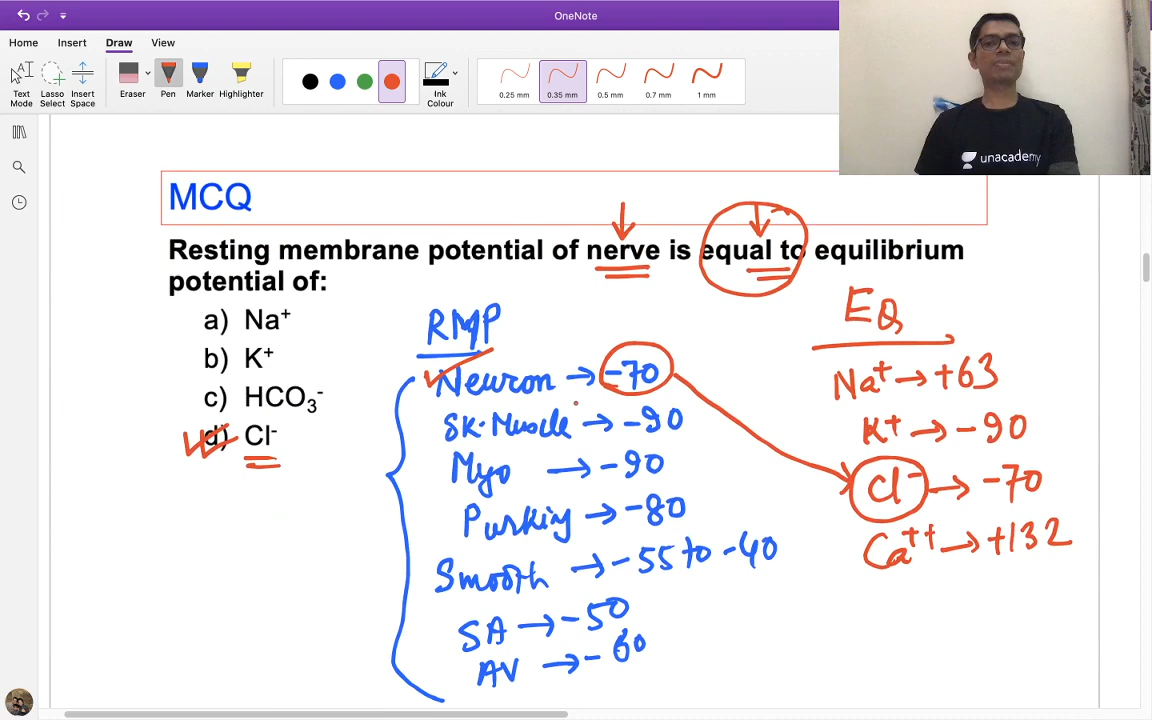 OneNote
Home Insert Draw View
Text Mode
Lasso Select
Insert Space
Eraser
Pen
Marker
Highlighter
Ink Colour
0.25 mm
0.35 mm
0.5 mm
0.7 mm
1 mm
unacademy
MCQ
Resting membrane potential of nerve is equal to equilibrium
potential of:
a) Na⁺
b) K⁺
c) HCO₃⁻
d) Cl⁻
RMP
Neuron → -70
Sk. Muscle → -90
Myo → -90
Purking → -80
Smooth → -55 to -40
SA → -50
AV → -60
EQ
Na⁺ → +63
K⁺ → -90
Cl⁻ → -70
Ca⁺⁺ → +132